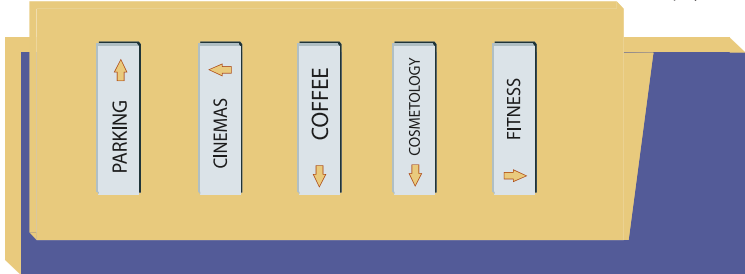 PARKING
CINEMAS
COFFEE
COSMETOLOGY
FITNESS